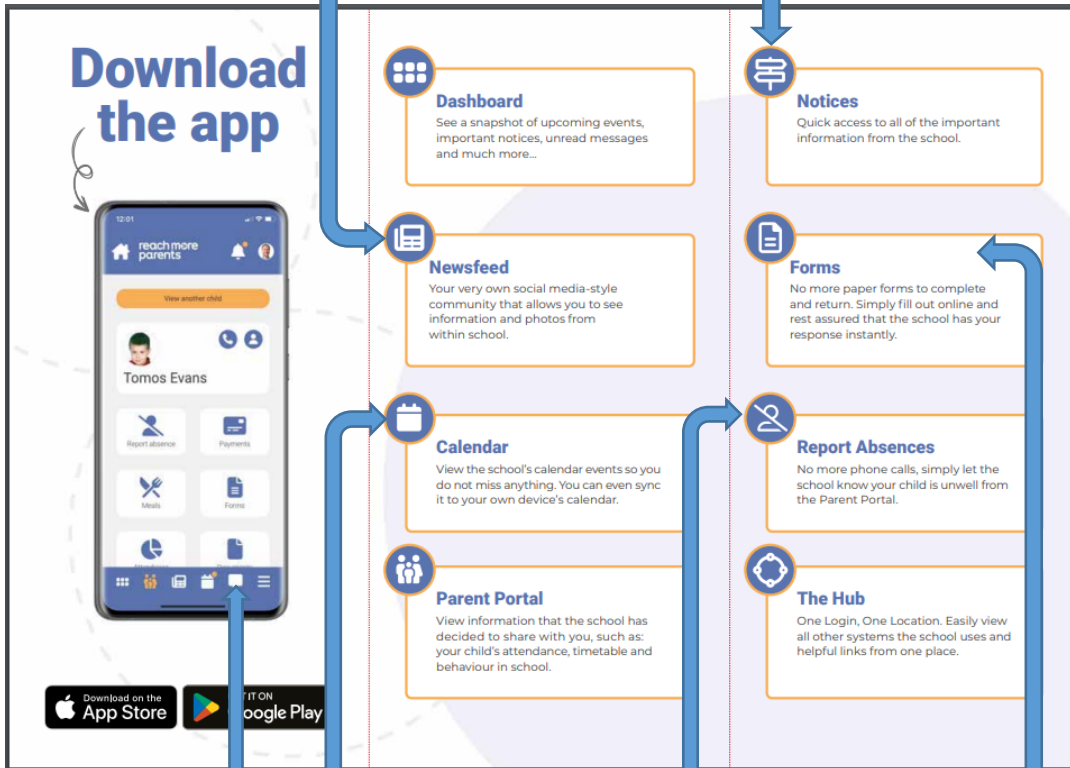 Download
the app
12:01
reach more
parents
View another child
Tomos Evans
Report absence
Payments
Meals
Forms
Download on the
App Store
IT ON
oogle Play
Dashboard
See a snapshot of upcoming events,
important notices, unread messages
and much more...
Newsfeed
Your very own social media-style
community that allows you to see
information and photos from
within school.
Calendar
View the school's calendar events so you
do not miss anything. You can even sync
it to your own device's calendar.
Parent Portal
View information that the school has
decided to share with you, such as:
your child's attendance, timetable and
behaviour in school.
Notices
Quick access to all of the important
information from the school.
Forms
No more paper forms to complete
and return. Simply fill out online and
rest assured that the school has your
response instantly.
Report Absences
No more phone calls, simply let the
school know your child is unwell from
the Parent Portal.
The Hub
One Login, One Location. Easily view
all other systems the school uses and
helpful links from one place.